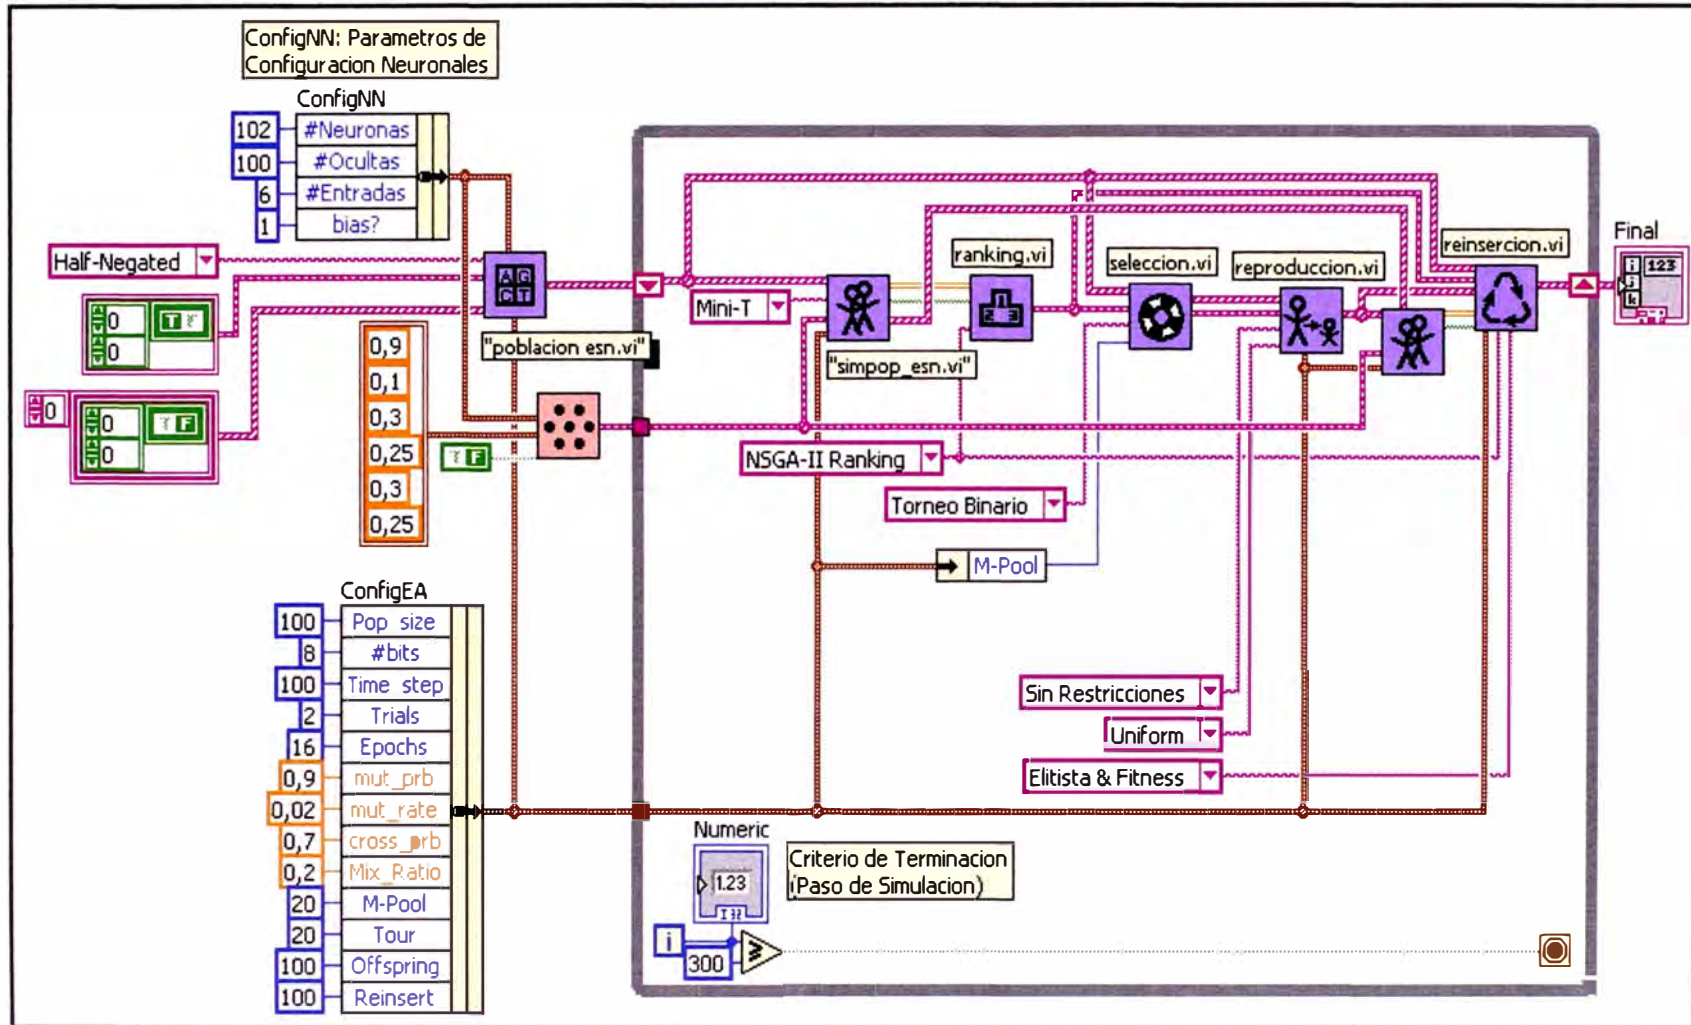 ConfigNN: Parametros de
Configuracion Neuronales
ConfigNN
102 #Neuronas
100 #Ocultas
6 #Entradas
1 bias?
Half-Negated
0 T
0
0
0 F
0
"poblacion esn.vi"
A G
C T
0,9
0,1
0,3
0,25
0,3
0,25
F
Mini-T
"simpop_esn.vi"
ranking.vi
1
2 3
seleccion.vi
reproduccion.vi
reinsercion.vi
Final
i 123
j
k
NSGA-II Ranking
Torneo Binario
M-Pool
Sin Restricciones
Uniform
Elitista & Fitness
ConfigEA
100 Pop size
8 #bits
100 Time step
2 Trials
16 Epochs
0,9 mut_prb
0,02 mut_rate
0,7 cross_prb
0,2 Mix_Ratio
20 M-Pool
20 Tour
100 Offspring
100 Reinsert
Numeric
1.23
I32
Criterio de Terminacion
(Paso de Simulacion)
i
300
≥